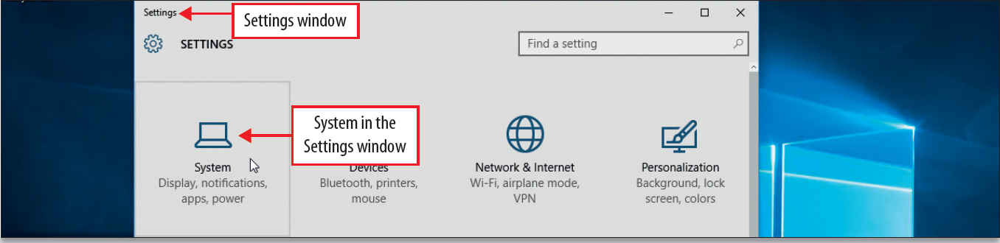 Settings
Settings window
SETTINGS
Find a setting
System in the
Settings window
System
Display, notifications,
apps, power
Devices
Bluetooth, printers,
mouse
Network & Internet
Wi-Fi, airplane mode,
VPN
Personalization
Background, lock
screen, colors